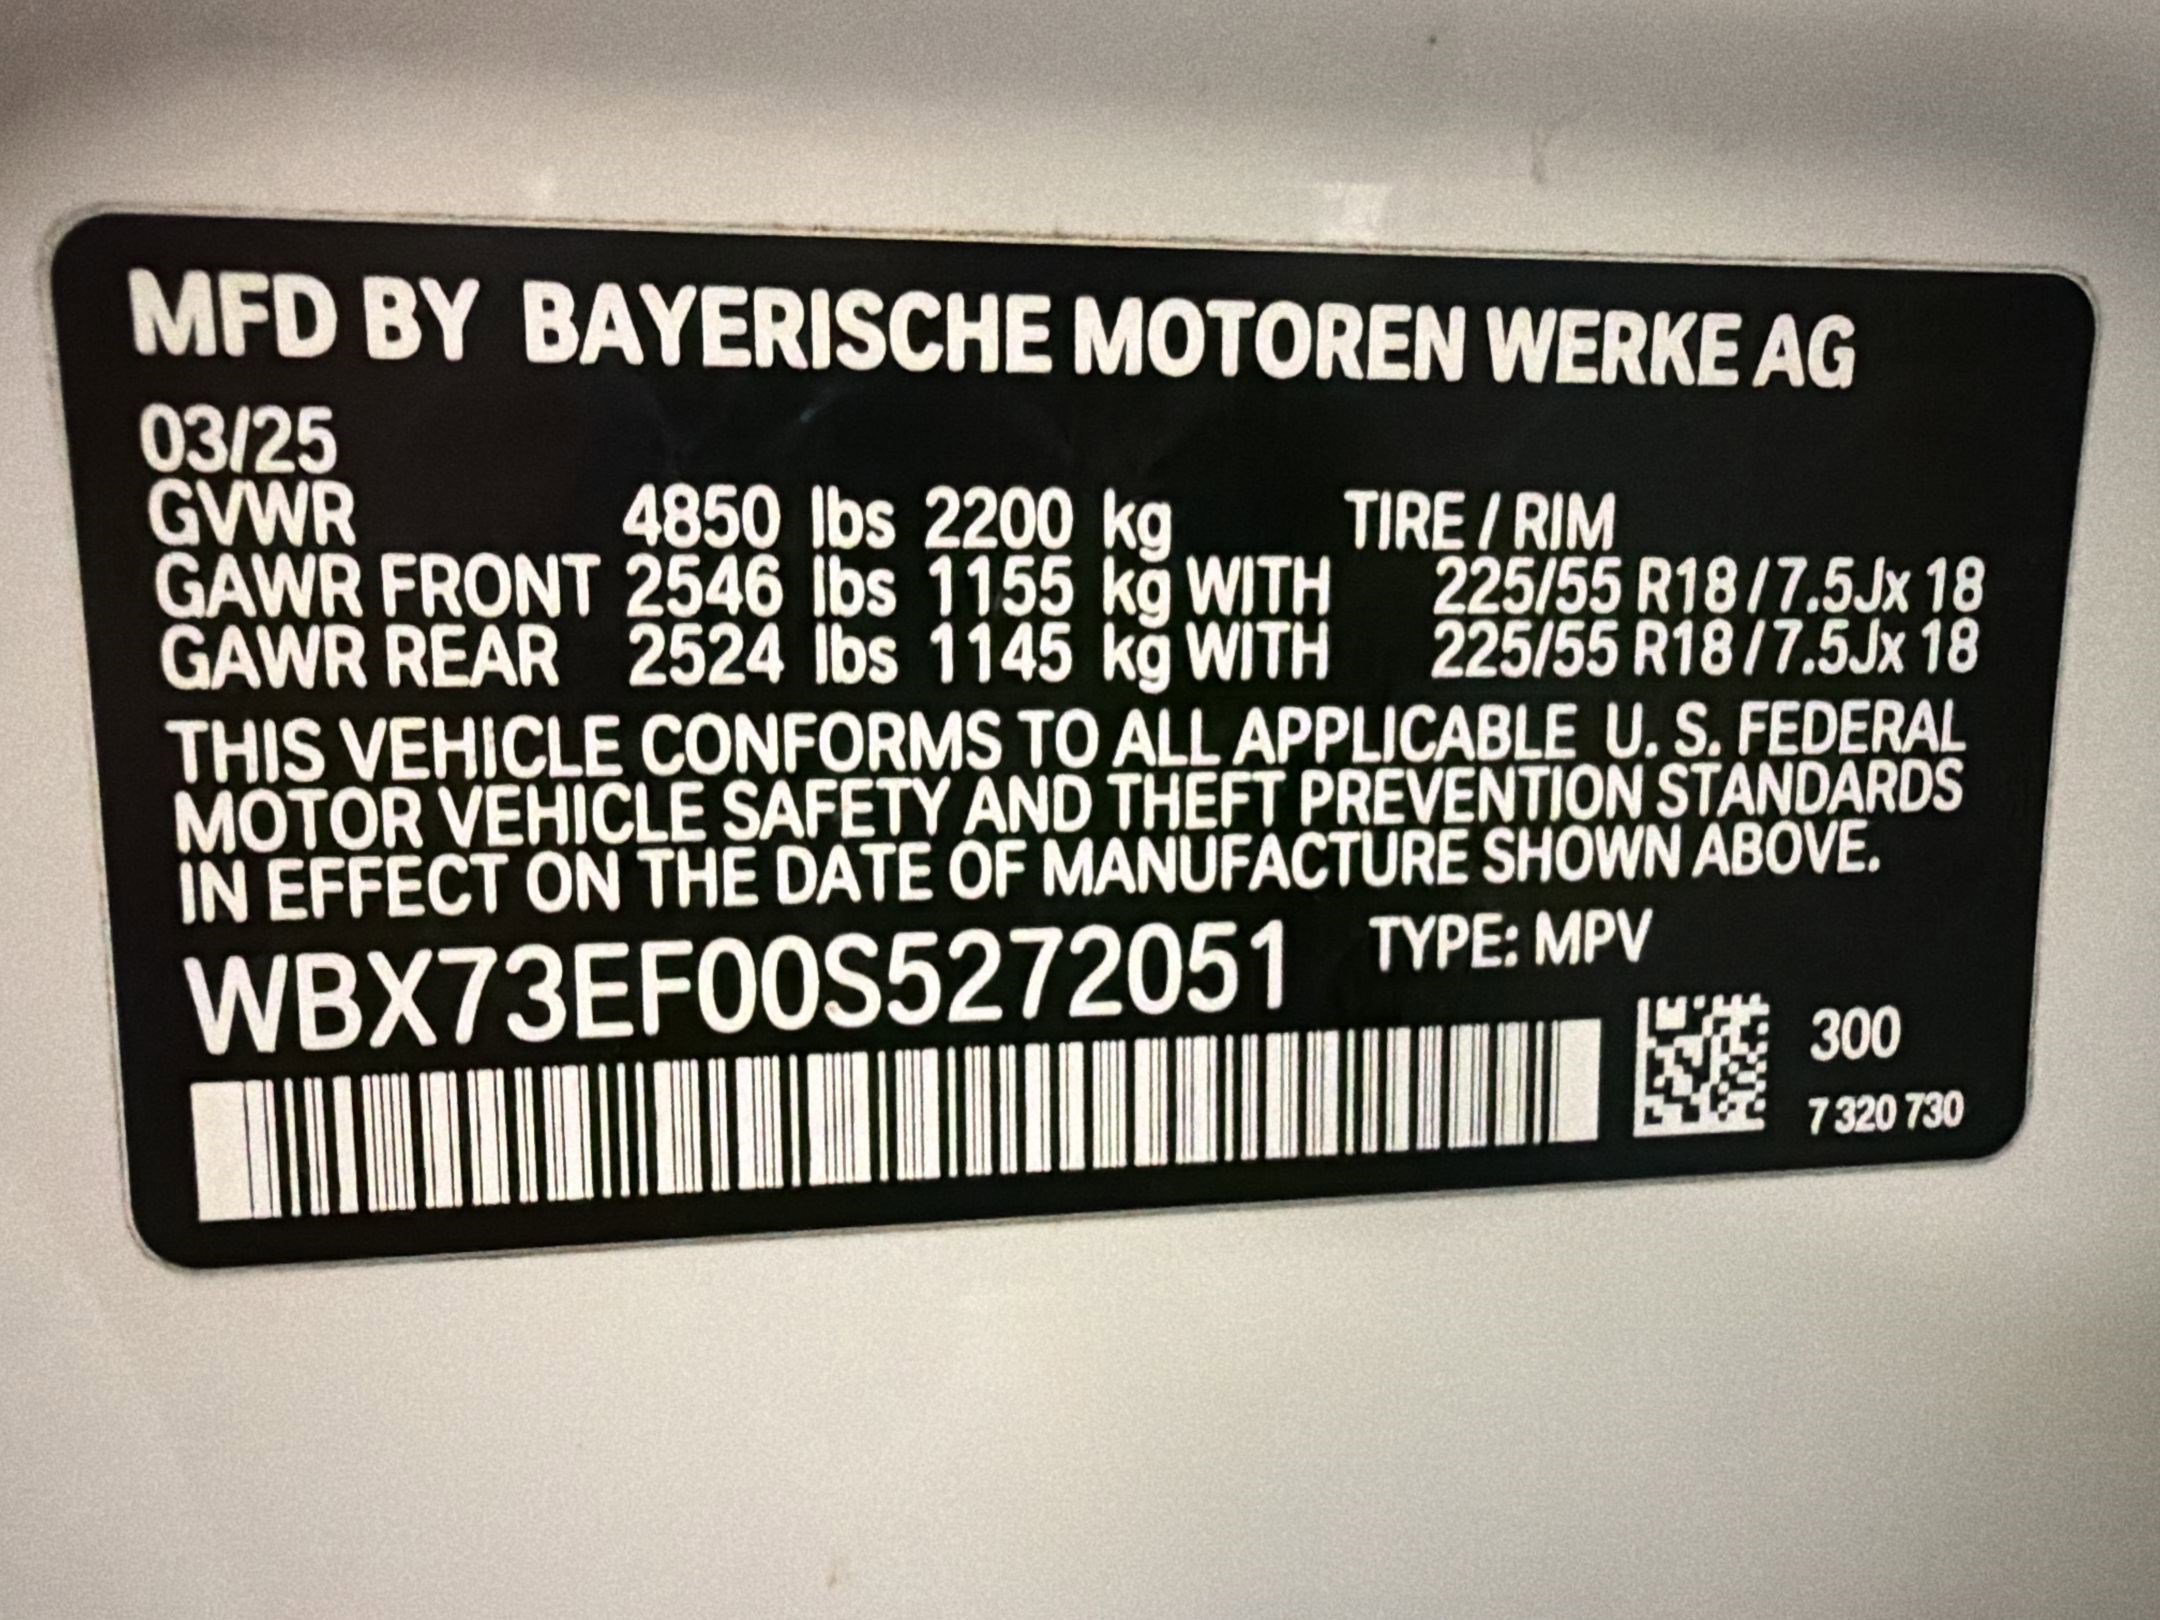 MFD BY BAYERISCHE MOTOREN WERKE AG
03/25
GVWR 4850 lbs 2200 kg TIRE / RIM
GAWR FRONT 2546 lbs 1155 kg WITH 225/55 R18 / 7.5Jx 18
GAWR REAR 2524 lbs 1145 kg WITH 225/55 R18 / 7.5Jx 18
THIS VEHICLE CONFORMS TO ALL APPLICABLE U. S. FEDERAL
MOTOR VEHICLE SAFETY AND THEFT PREVENTION STANDARDS
IN EFFECT ON THE DATE OF MANUFACTURE SHOWN ABOVE.
WBX73EF00S5272051 TYPE: MPV
300
7 320 730